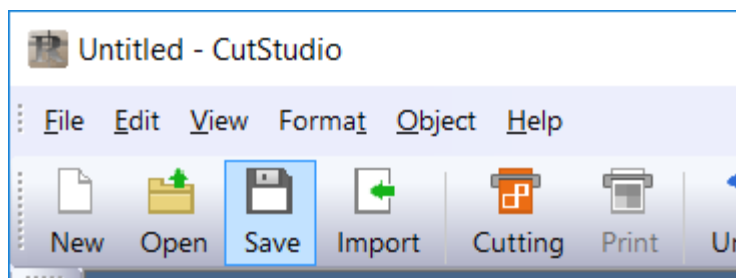 Untitled - CutStudio
File Edit View Format Object Help
New Open Save Import Cutting Print